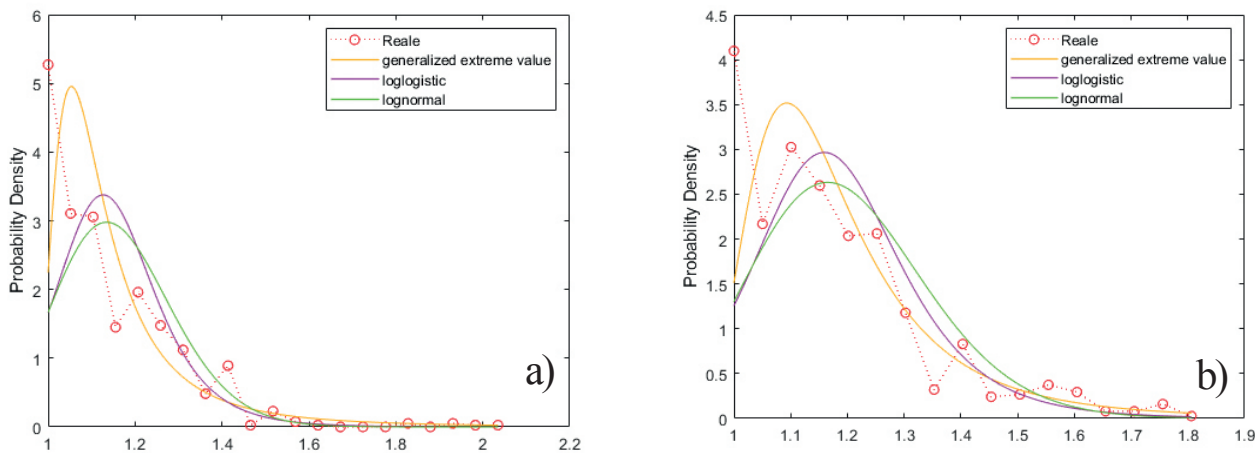 6
5
4
3
2
1
0
1
1.2
1.4
1.6
1.8
2
2.2
Probability Density
Reale
generalized extreme value
loglogistic
lognormal
a)
4.5
4
3.5
3
2.5
2
1.5
1
0.5
0
1
1.1
1.2
1.3
1.4
1.5
1.6
1.7
1.8
1.9
Probability Density
Reale
generalized extreme value
loglogistic
lognormal
b)